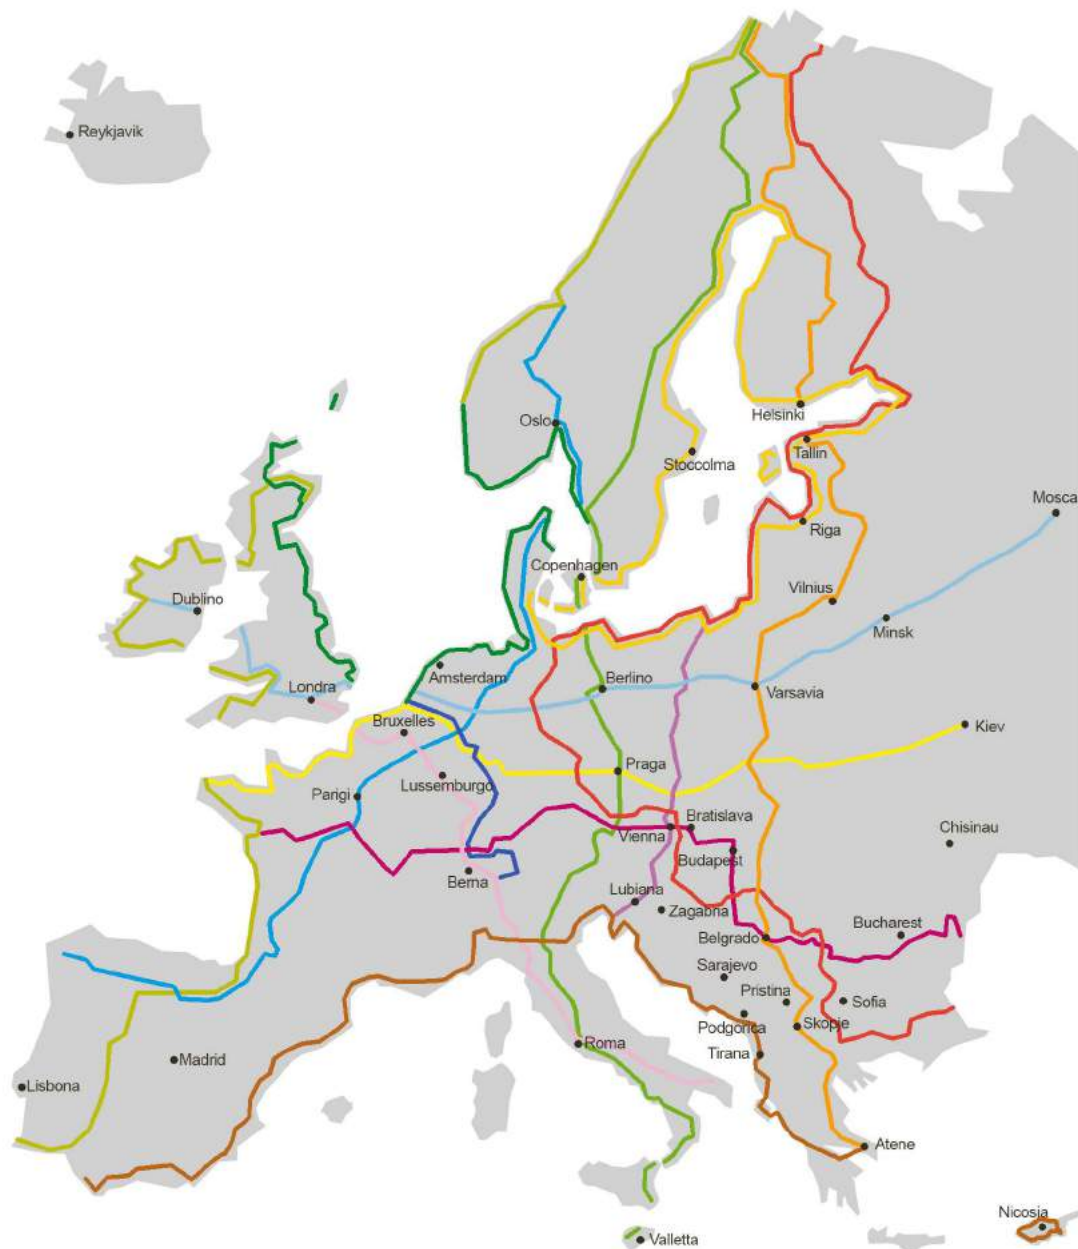 Reykjavik
Oslo
Helsinki
Tallin
Stoccolma
Mosca
Riga
Copenhagen
Vilnius
Dublino
Minsk
Amsterdam
Londra
Berlino
Varsavia
Bruxelles
Kiev
Praga
Lussemburgo
Parigi
Bratislava
Vienna
Chisinau
Budapest
Berna
Lubiana
Zagabria
Bucharest
Belgrado
Sarajevo
Pristina
Sofia
Podgorica
Skopje
Roma
Tirana
Madrid
Lisbona
Atene
Nicosia
Valletta